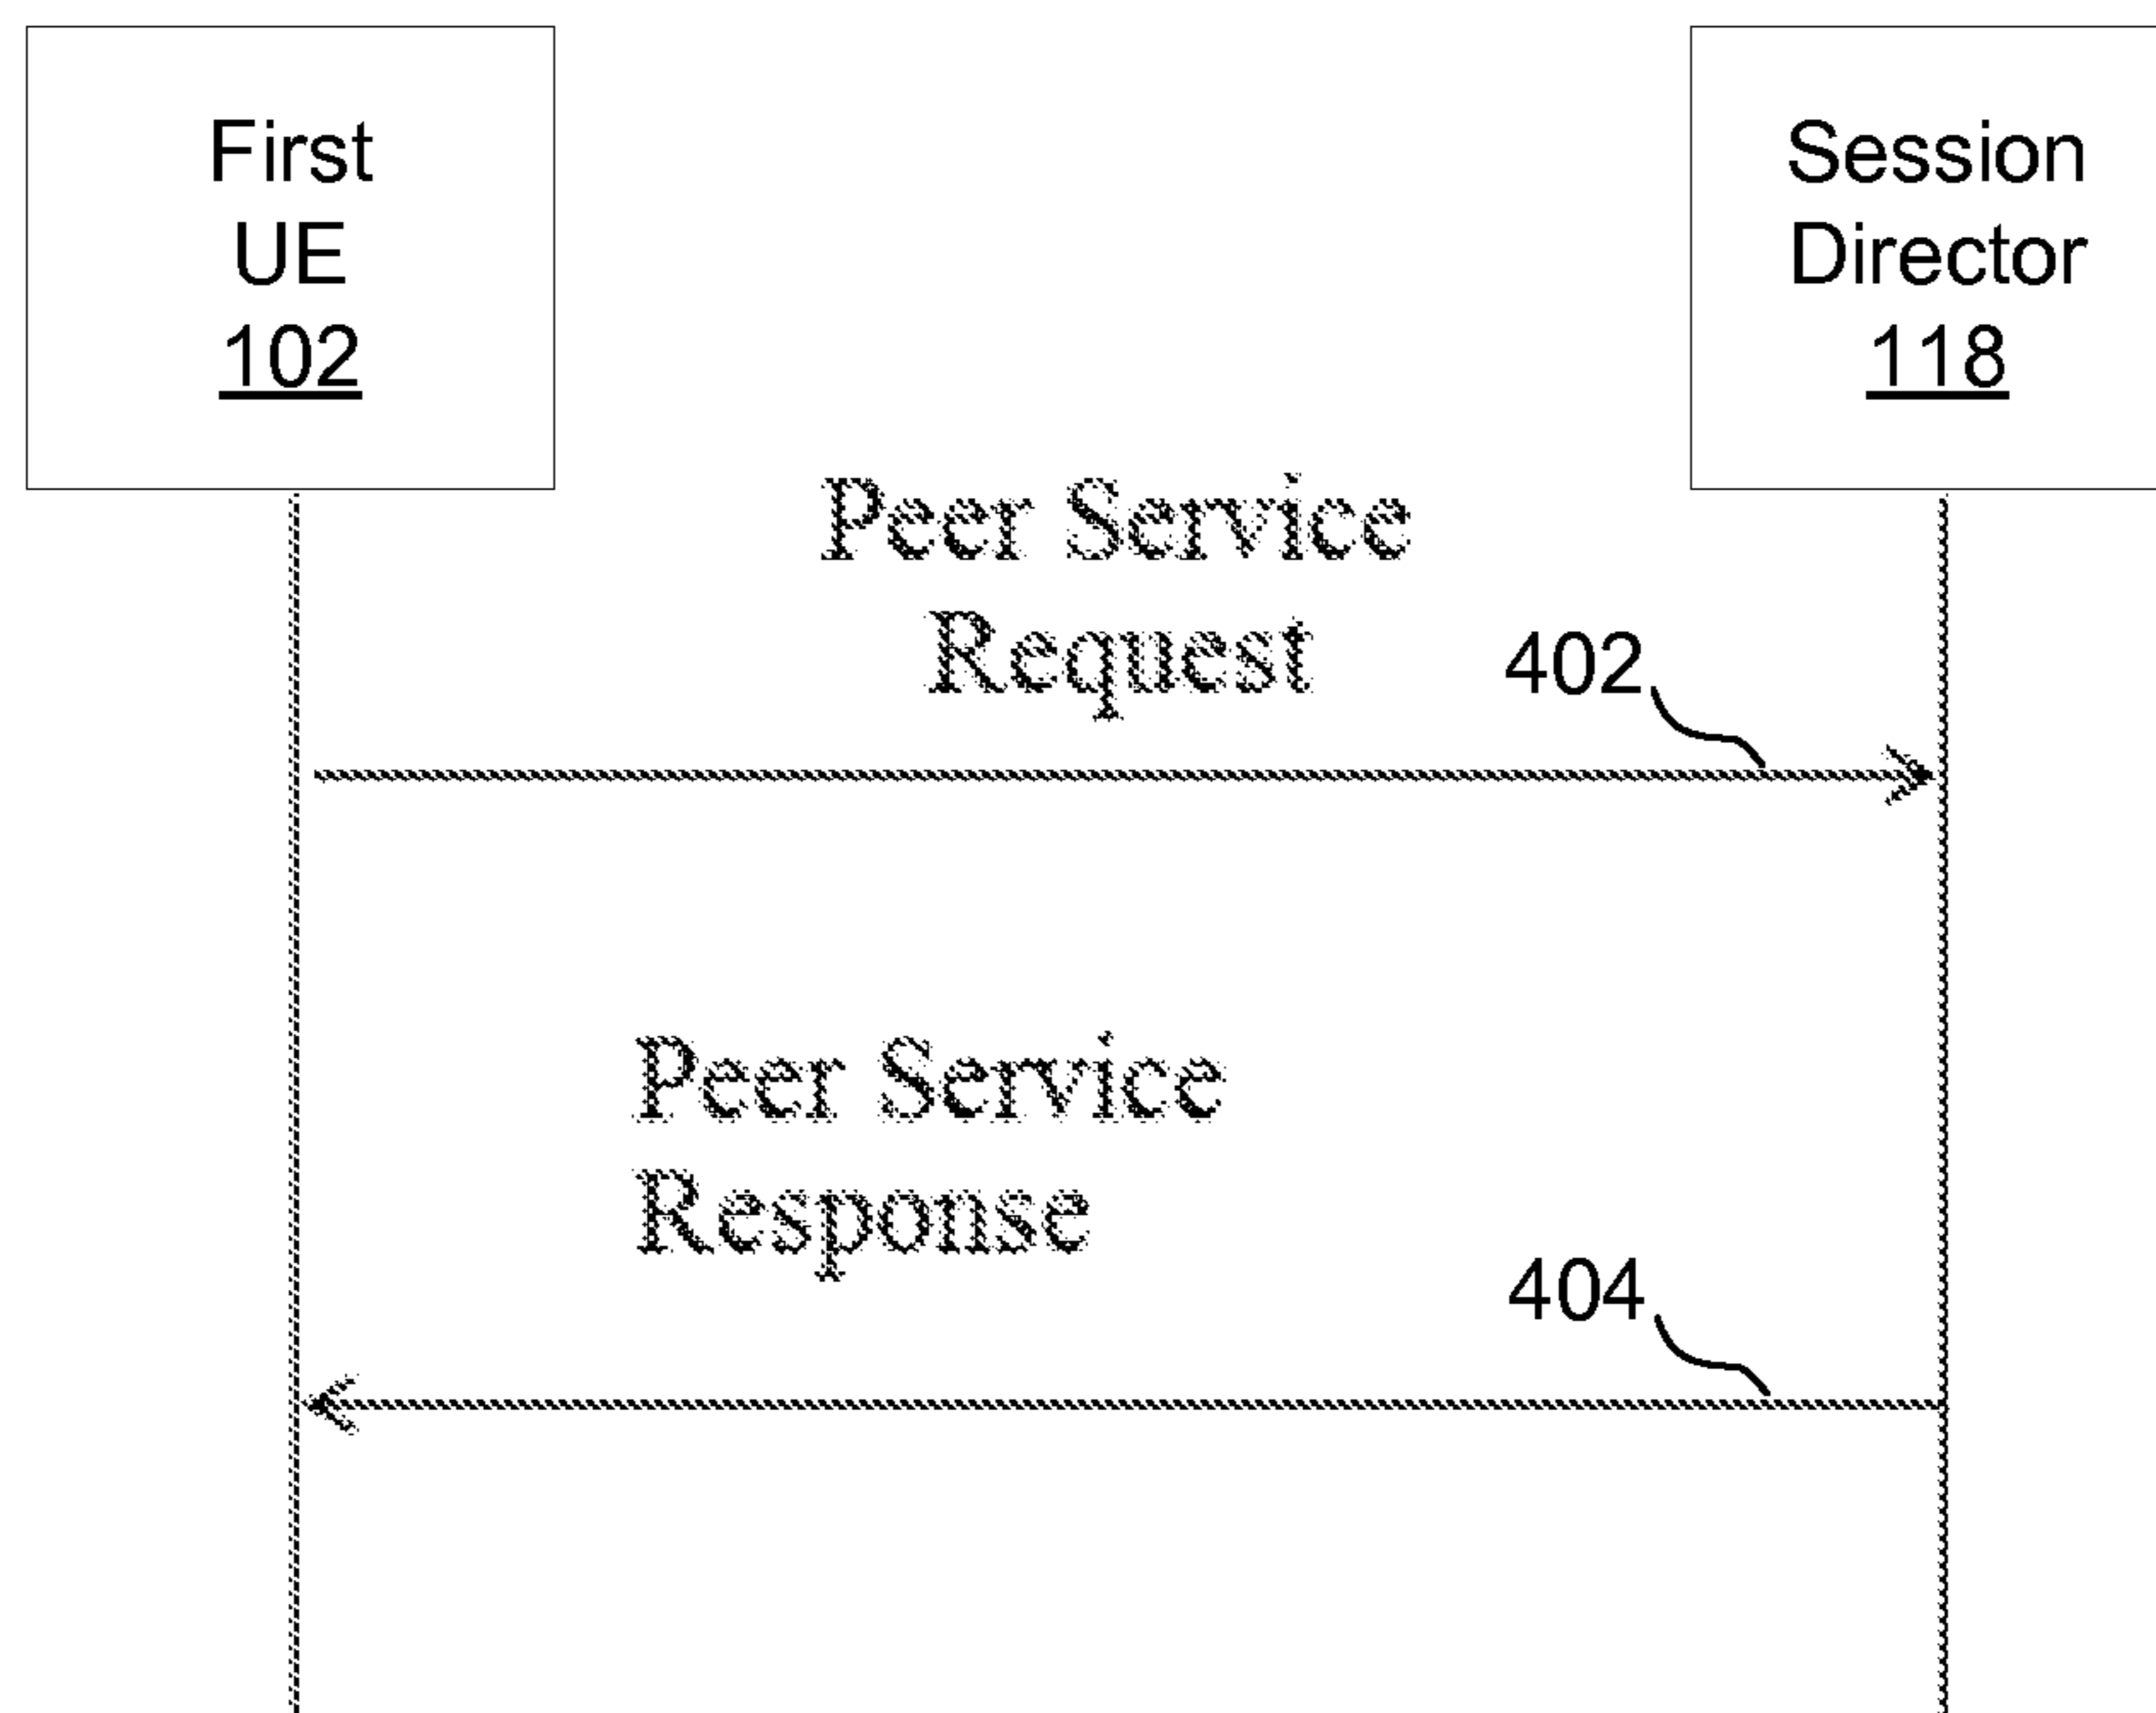 First
UE
102
Session
Director
118
Peer Service
Request
402
Peer Service
Response
404